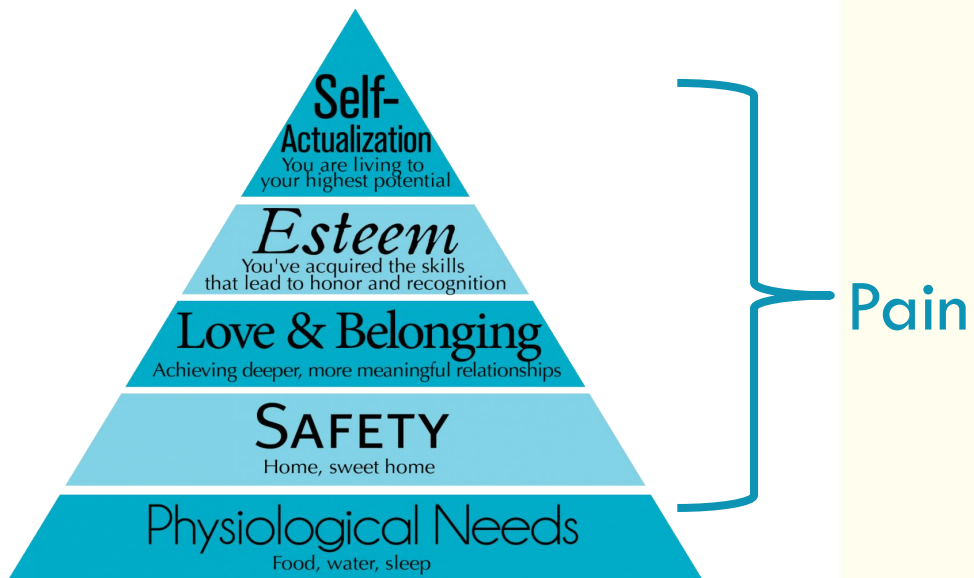 Self-
Actualization
You are living to
your highest potential
Esteem
You've acquired the skills
that lead to honor and recognition
Love & Belonging
Achieving deeper, more meaningful relationships
SAFETY
Home, sweet home
Physiological Needs
Food, water, sleep
Pain